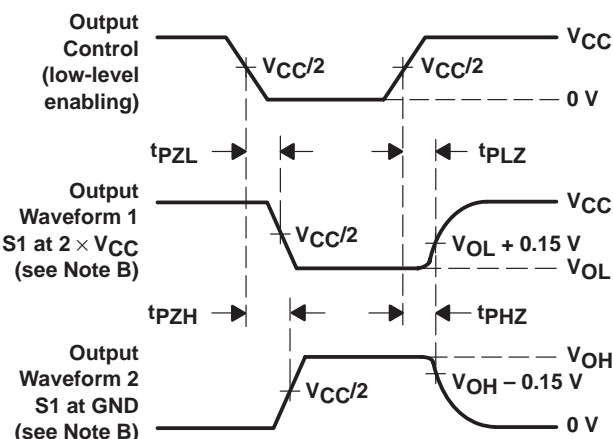 Output
Control
(low-level
enabling)
VCC/2
VCC/2
VCC
0 V
tPZL
tPLZ
Output
Waveform 1
S1 at 2 × VCC
(see Note B)
VCC/2
VCC
VOL + 0.15 V
VOL
tPZH
tPHZ
Output
Waveform 2
S1 at GND
(see Note B)
VCC/2
VOH
VOH − 0.15 V
0 V